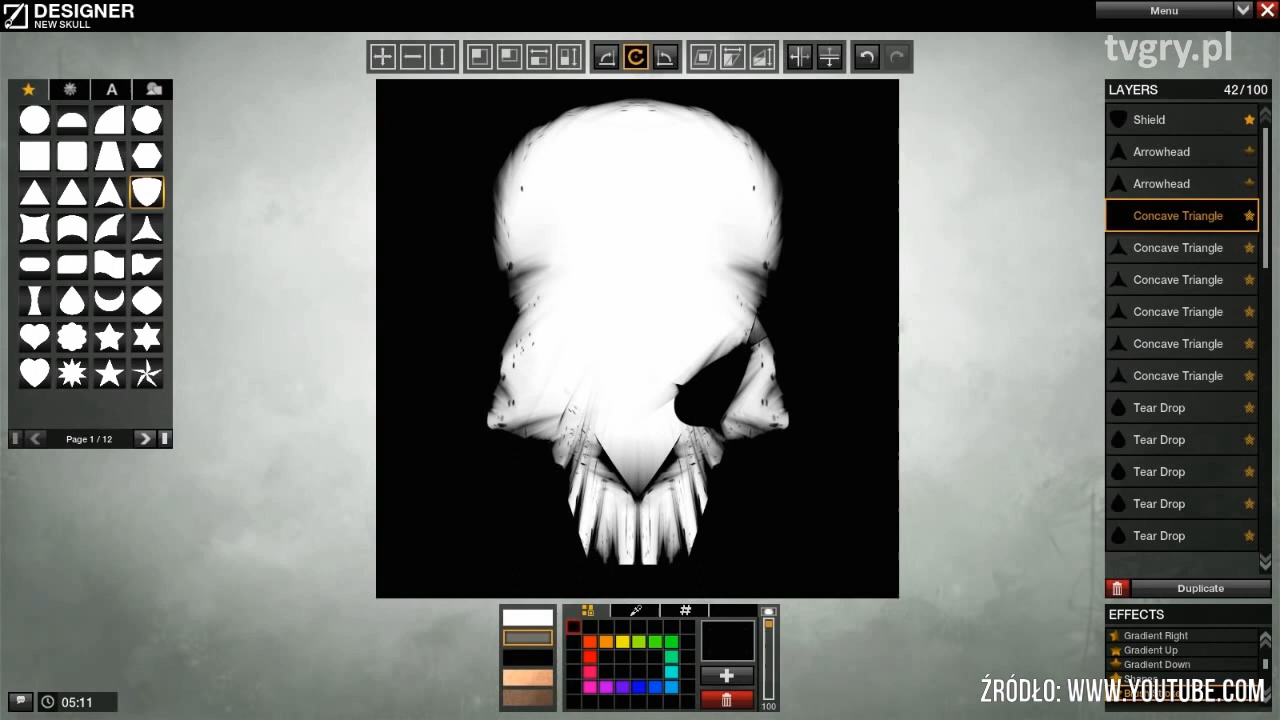 DESIGNER
NEW SKULL
Menu
tvgry.pl
A
Page 1 / 12
LAYERS 42/100
Shield
Arrowhead
Arrowhead
Concave Triangle
Concave Triangle
Concave Triangle
Concave Triangle
Concave Triangle
Concave Triangle
Tear Drop
Tear Drop
Tear Drop
Tear Drop
Tear Drop
Duplicate
EFFECTS
Gradient Right
Gradient Up
Gradient Down
#
100
05:11
ŹRÓDŁO: WWW.YOUTUBE.COM